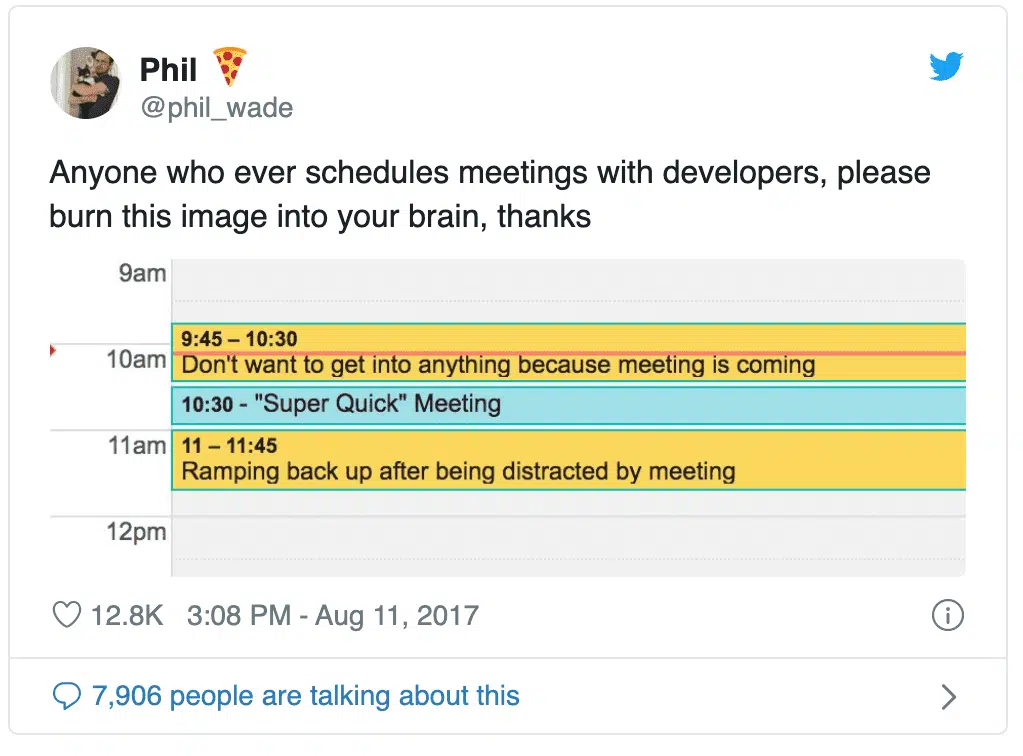 Phil 🍕
@phil_wade
Anyone who ever schedules meetings with developers, please
burn this image into your brain, thanks
9am
9:45 – 10:30
10am
Don't want to get into anything because meeting is coming
10:30 - "Super Quick" Meeting
11am
11 – 11:45
Ramping back up after being distracted by meeting
12pm
12.8K 3:08 PM - Aug 11, 2017
7,906 people are talking about this